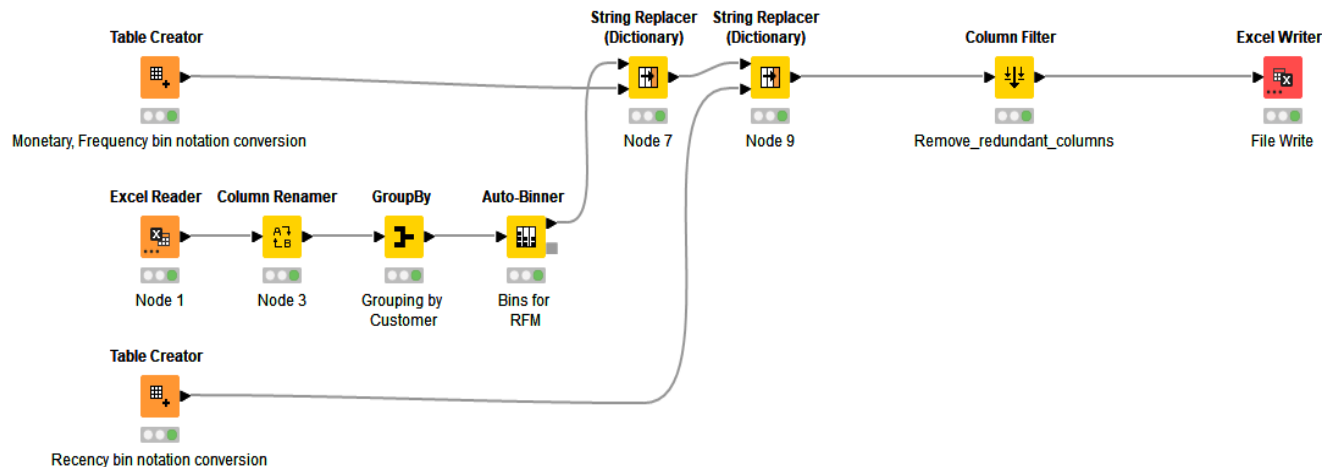 String Replacer
(Dictionary)
String Replacer
(Dictionary)
Table Creator
Column Filter
Excel Writer
Monetary, Frequency bin notation conversion
Node 7
Node 9
Remove_redundant_columns
File Write
Excel Reader
Column Renamer
GroupBy
Auto-Binner
A
B
X
X
Node 1
Node 3
Grouping by
Customer
Bins for
RFM
Table Creator
Recency bin notation conversion